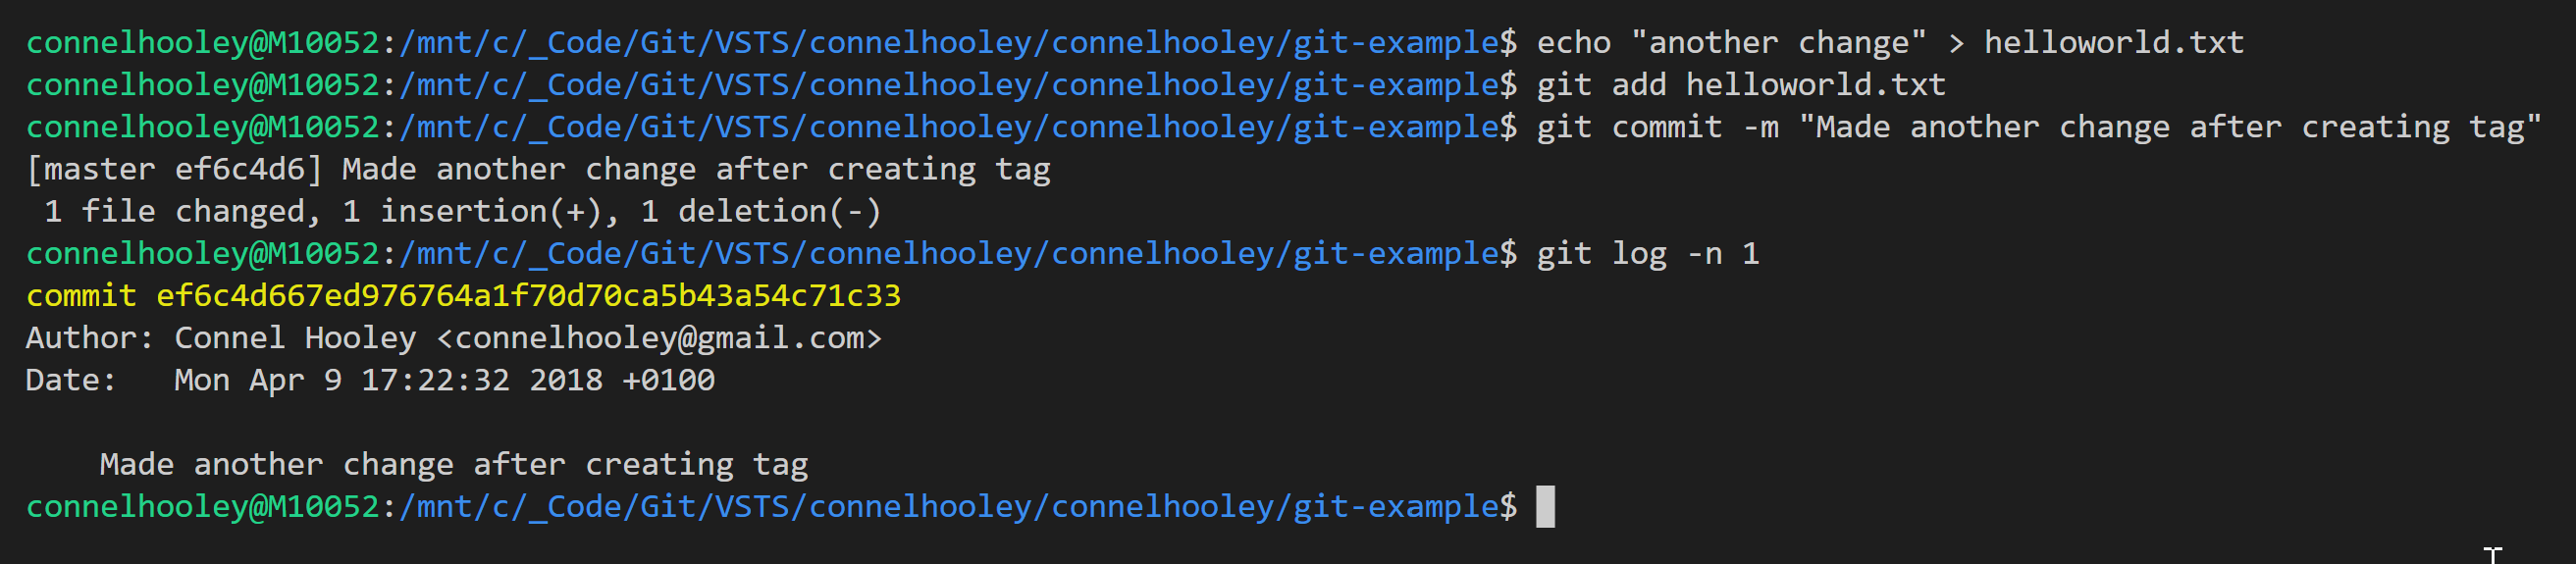 connelhooley@M10052:/mnt/c/_Code/Git/VSTS/connelhooley/connelhooley/git-example$ echo "another change" > helloworld.txt
connelhooley@M10052:/mnt/c/_Code/Git/VSTS/connelhooley/connelhooley/git-example$ git add helloworld.txt
connelhooley@M10052:/mnt/c/_Code/Git/VSTS/connelhooley/connelhooley/git-example$ git commit -m "Made another change after creating tag"
[master ef6c4d6] Made another change after creating tag
 1 file changed, 1 insertion(+), 1 deletion(-)
connelhooley@M10052:/mnt/c/_Code/Git/VSTS/connelhooley/connelhooley/git-example$ git log -n 1
commit ef6c4d667ed976764a1f70d70ca5b43a54c71c33
Author: Connel Hooley <connelhooley@gmail.com>
Date:   Mon Apr 9 17:22:32 2018 +0100
    Made another change after creating tag
connelhooley@M10052:/mnt/c/_Code/Git/VSTS/connelhooley/connelhooley/git-example$